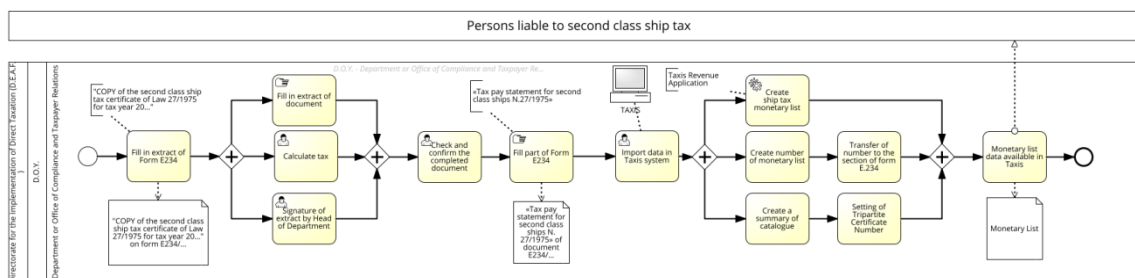 Persons liable to second class ship tax
Directorate for the Implementation of Direct Taxation (D.E.A.F.
)
D.O.Y.
Department or Office of Compliance and Taxpayer Relations
D.O.Y. - Department or Office of Compliance and Taxpayer Re...
"COPY of the second class ship
tax certificate of Law 27/1975
for tax year 20..."
Fill in extract of
Form E234
"COPY of the second class
ship tax certificate of Law
27/1975 for tax year 20..."
on form E234/...
Fill in extract of
document
Calculate tax
Signature of
extract by Head
of Department
Check and
confirm the
completed
document
«Tax pay statement for second
class ships N.27/1975»
Fill part of Form
E234
«Tax pay
statement for
second class
ships N.
27/1975» of
document
E234/...
TAXIS
Import data in
Taxis system
Taxis Revenue
Application
Create
ship tax
monetary list
Create number
of monetary list
Transfer of
number to the
section of form
E.234
Create a
summary of
catalogue
Setting of
Tripartite
Certificate
Number
Monetary list
data available in
Taxis
Monetary List